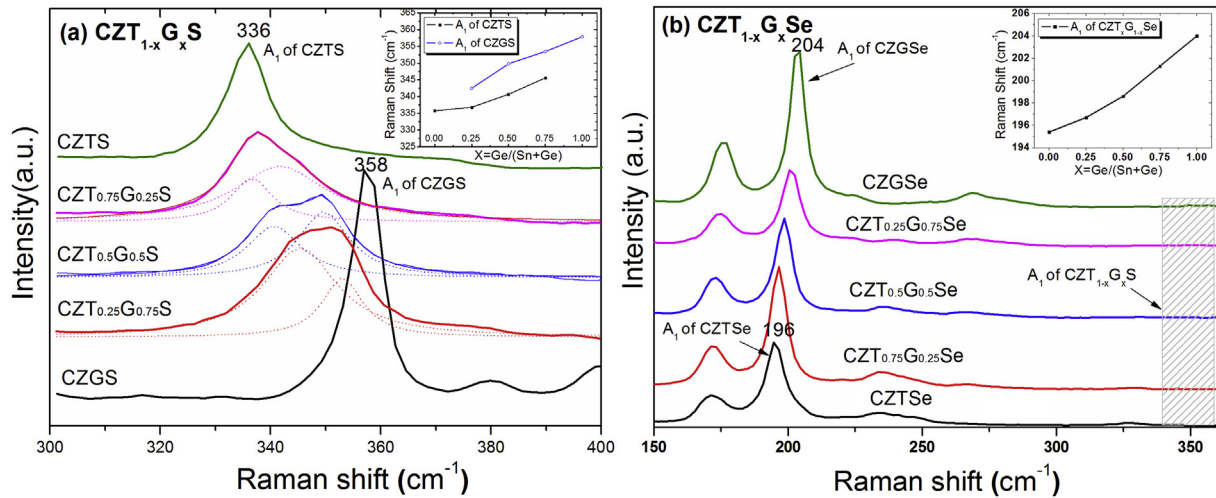 (a) CZT1-xGxS
336
A1 of CZTS
CZTS
CZT0.75G0.25S
CZT0.5G0.5S
CZT0.25G0.75S
CZGS
358
A1 of CZGS
Intensity(a.u.)
300 320 340 360 380 400
Raman shift (cm-1)
A1 of CZTS
A1 of CZGS
Raman Shift (cm-1)
365
360
355
350
345
340
335
330
325
0.00 0.25 0.50 0.75 1.00
X=Ge/(Sn+Ge)
(b) CZT1-xGxSe
204
A1 of CZGSe
CZGSe
CZT0.25G0.75Se
CZT0.5G0.5Se
A1 of CZT1-xGxS
A1 of CZTSe
196
CZT0.75G0.25Se
CZTSe
Intensity (a.u.)
150 200 250 300 350
Raman shift (cm-1)
A1 of CZTxG1-xSe
Raman Shift (cm-1)
206
204
202
200
198
196
194
0.00 0.25 0.50 0.75 1.00
X=Ge/(Sn+Ge)